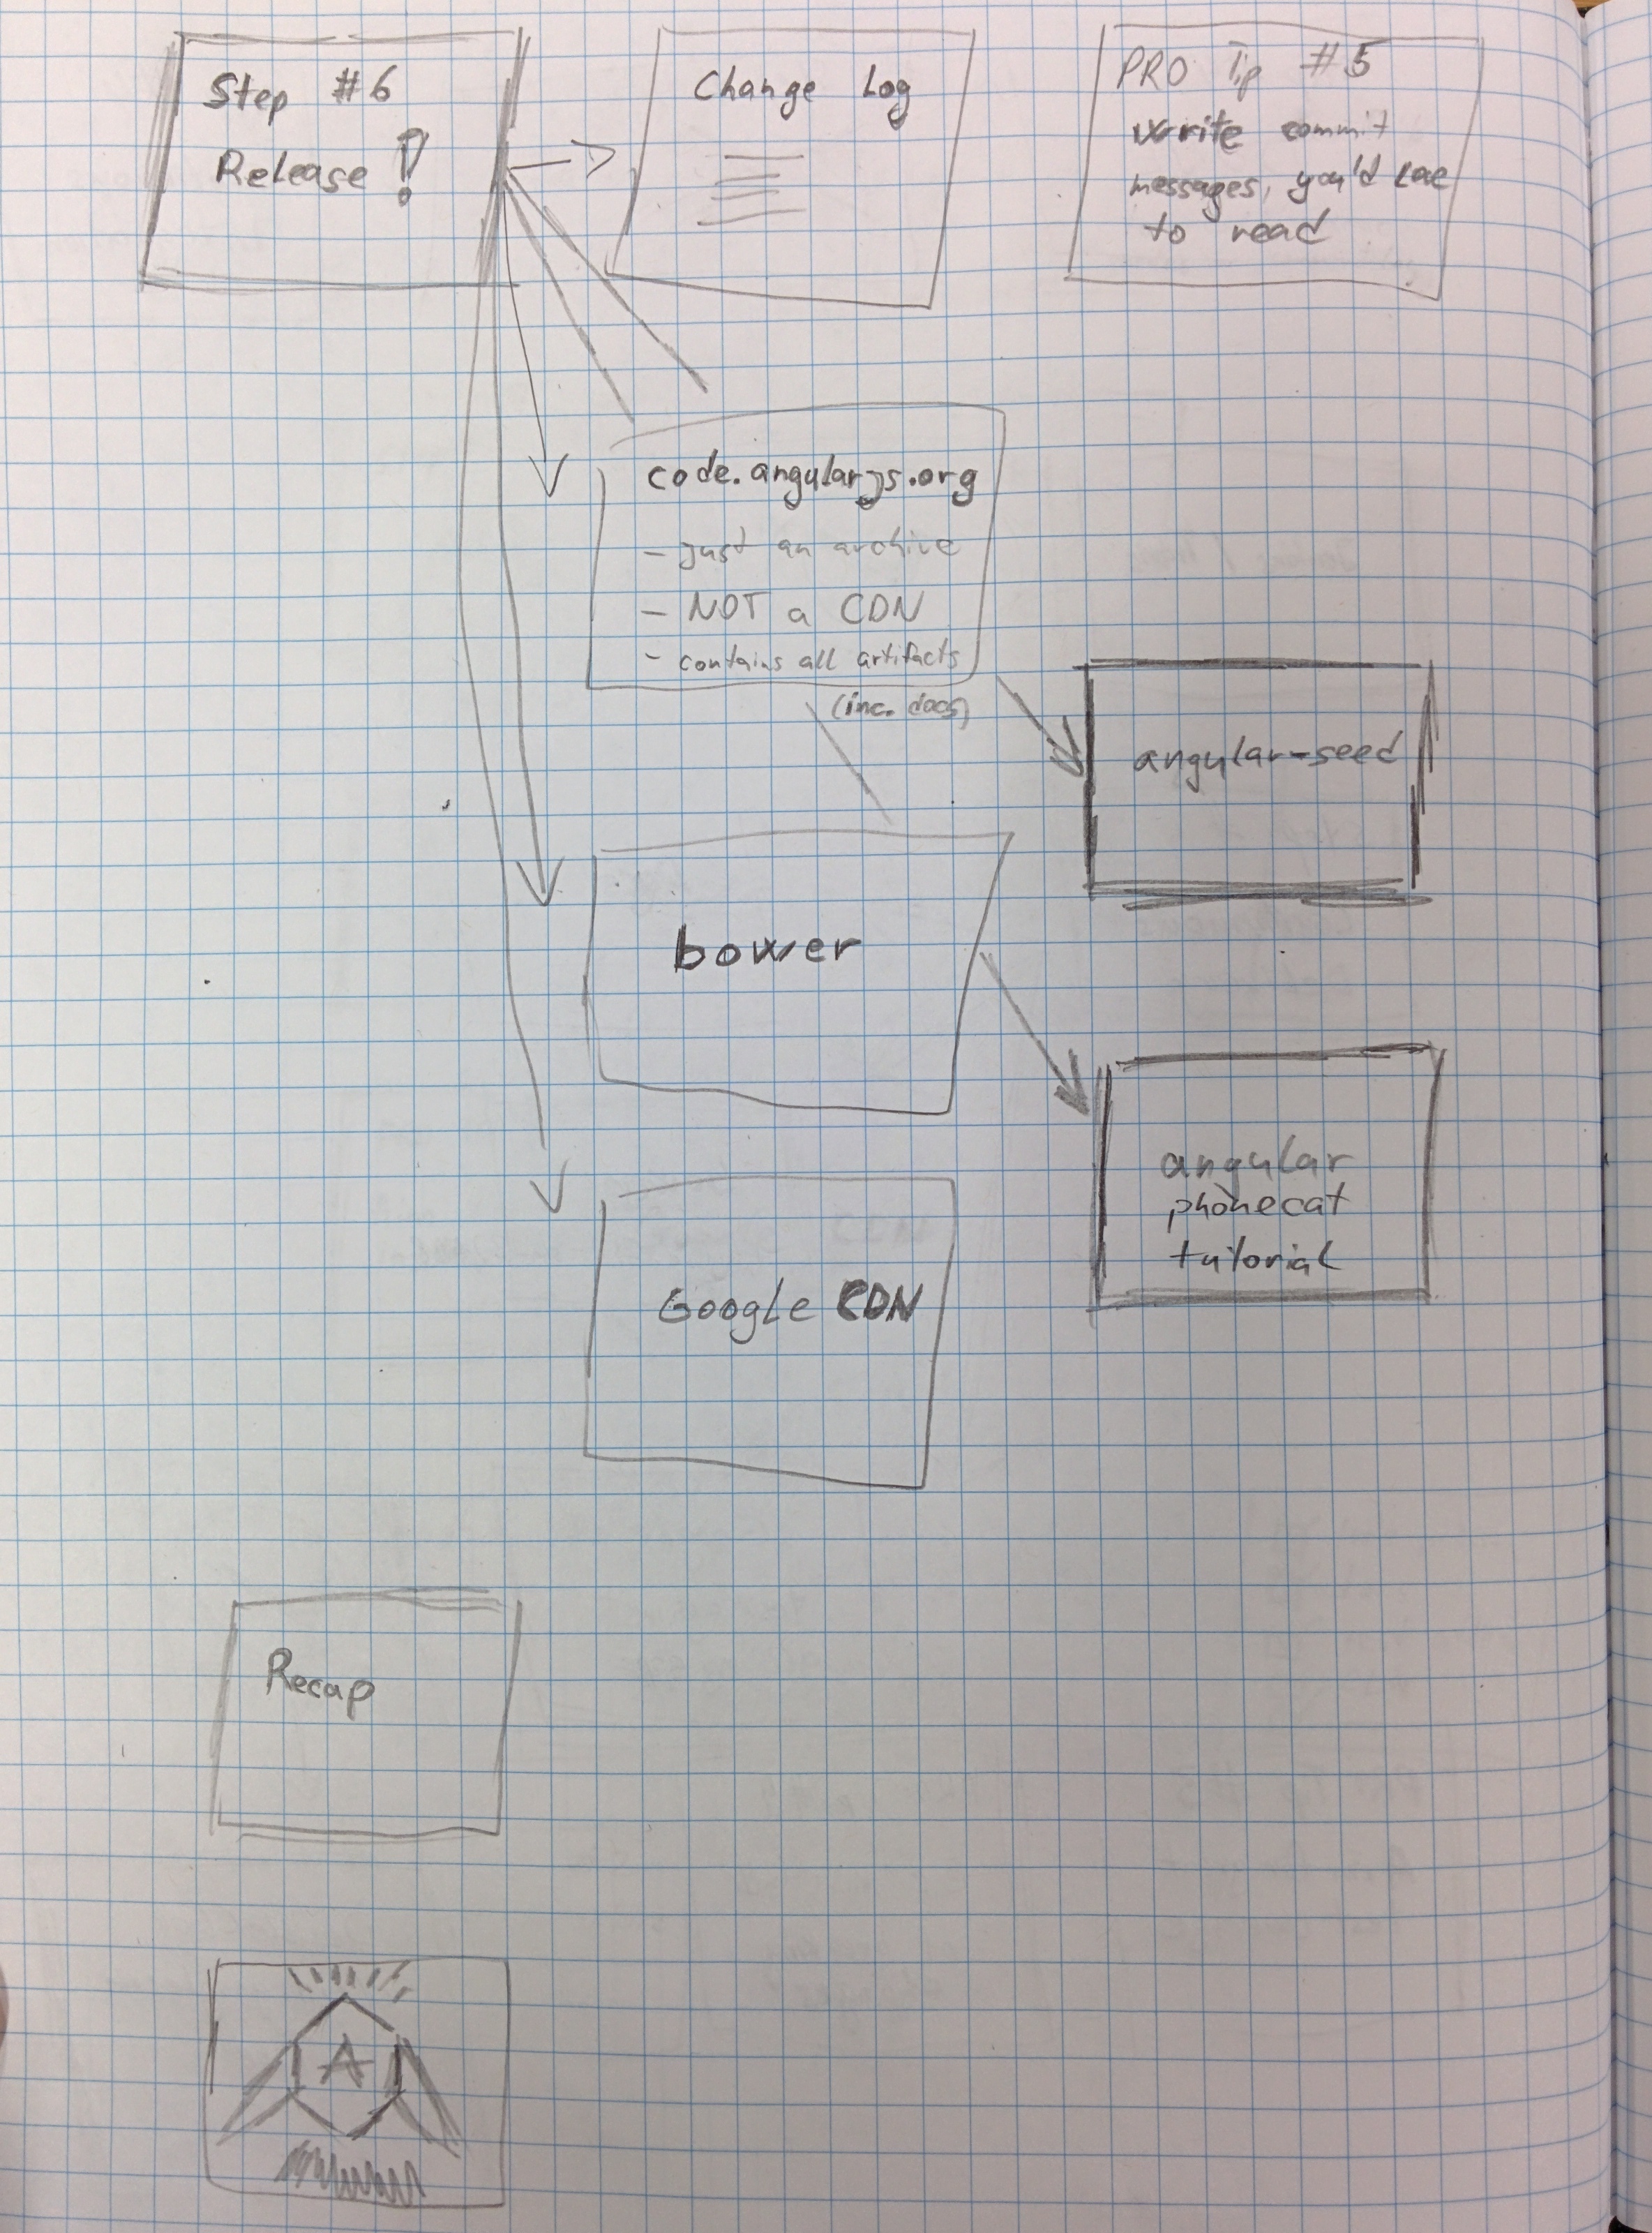 Step #6
Release!
Change Log
PRO Tip #5
write commit
messages, you'd
to read
code.angularjs.org
- just an archive
- NOT a CDN
- contains all artifacts
(inc. docs)
angular-seed
bower
angular
phonecat
tutorial
Google CDN
Recap
A